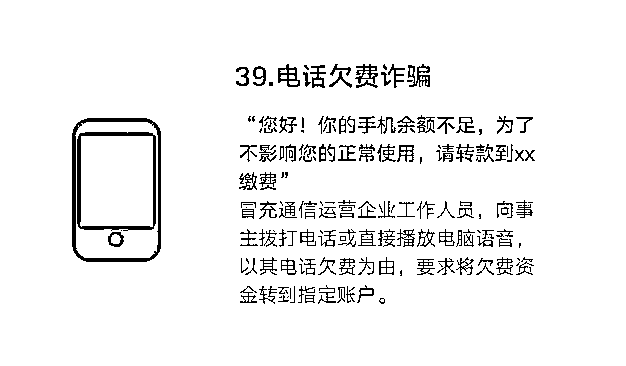 39.电话欠费诈骗
“您好！你的手机余额不足，为了
不影响您的正常使用，请转款到xx
缴费”
冒充通信运营企业工作人员，向事
主拨打电话或直接播放电脑语音，
以其电话欠费为由，要求将欠费资
金转到指定账户。